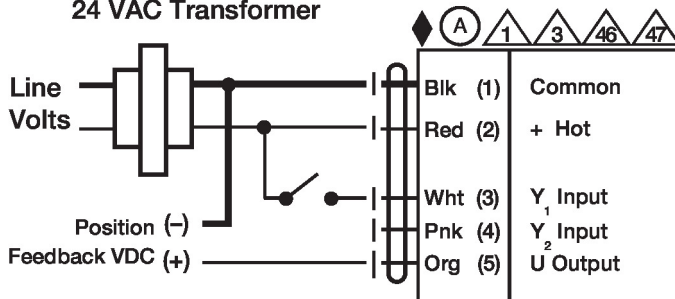 24 VAC Transformer
A 1 3 46 47
Line Volts
Blk (1) Common
Red (2) + Hot
Wht (3) Y1 Input
Position (–)
Pnk (4) Y2 Input
Feedback VDC (+)
Org (5) U Output